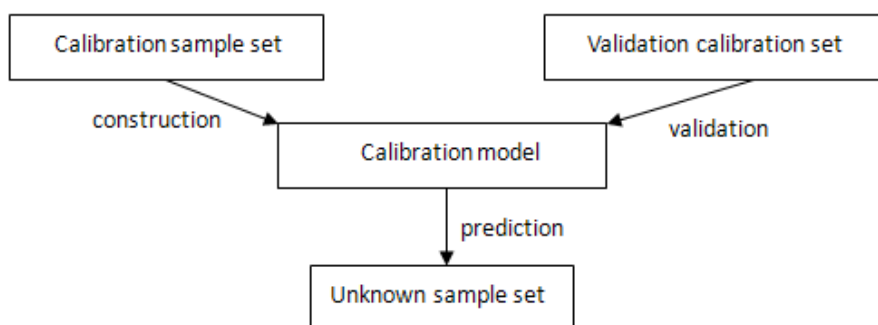 Calibration sample set
Validation calibration set
construction
validation
Calibration model
prediction
Unknown sample set